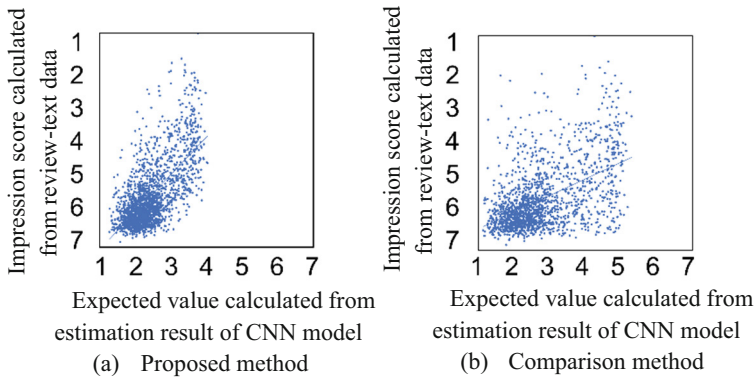 Impression score calculated
from review-text data
1
2
3
4
5
6
7
1 2 3 4 5 6 7
Expected value calculated from
estimation result of CNN model
(a) Proposed method
Impression score calculated
from review-text data
1
2
3
4
5
6
7
1 2 3 4 5 6 7
Expected value calculated from
estimation result of CNN model
(b) Comparison method